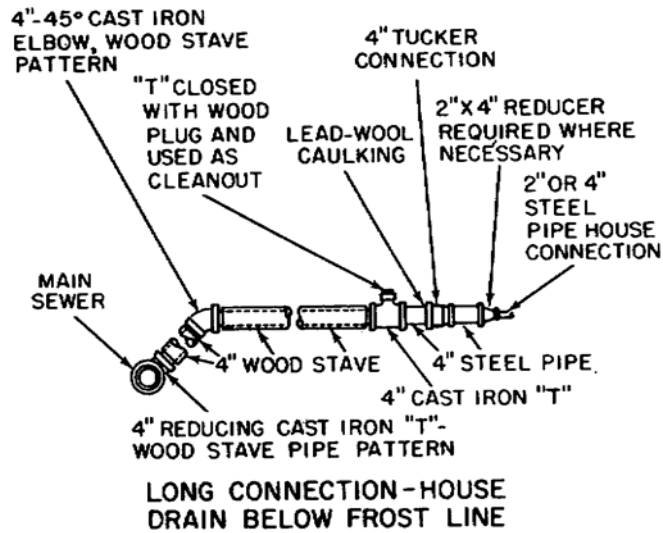 4"-45° CAST IRON
ELBOW, WOOD STAVE
PATTERN
"T" CLOSED
WITH WOOD
PLUG AND
USED AS
CLEANOUT
LEAD-WOOL
CAULKING
4" TUCKER
CONNECTION
2" X 4" REDUCER
REQUIRED WHERE
NECESSARY
2" OR 4"
STEEL
PIPE HOUSE
CONNECTION
MAIN
SEWER
4" WOOD STAVE
4" STEEL PIPE
4" CAST IRON "T"
4" REDUCING CAST IRON "T"-
WOOD STAVE PIPE PATTERN
LONG CONNECTION-HOUSE
DRAIN BELOW FROST LINE